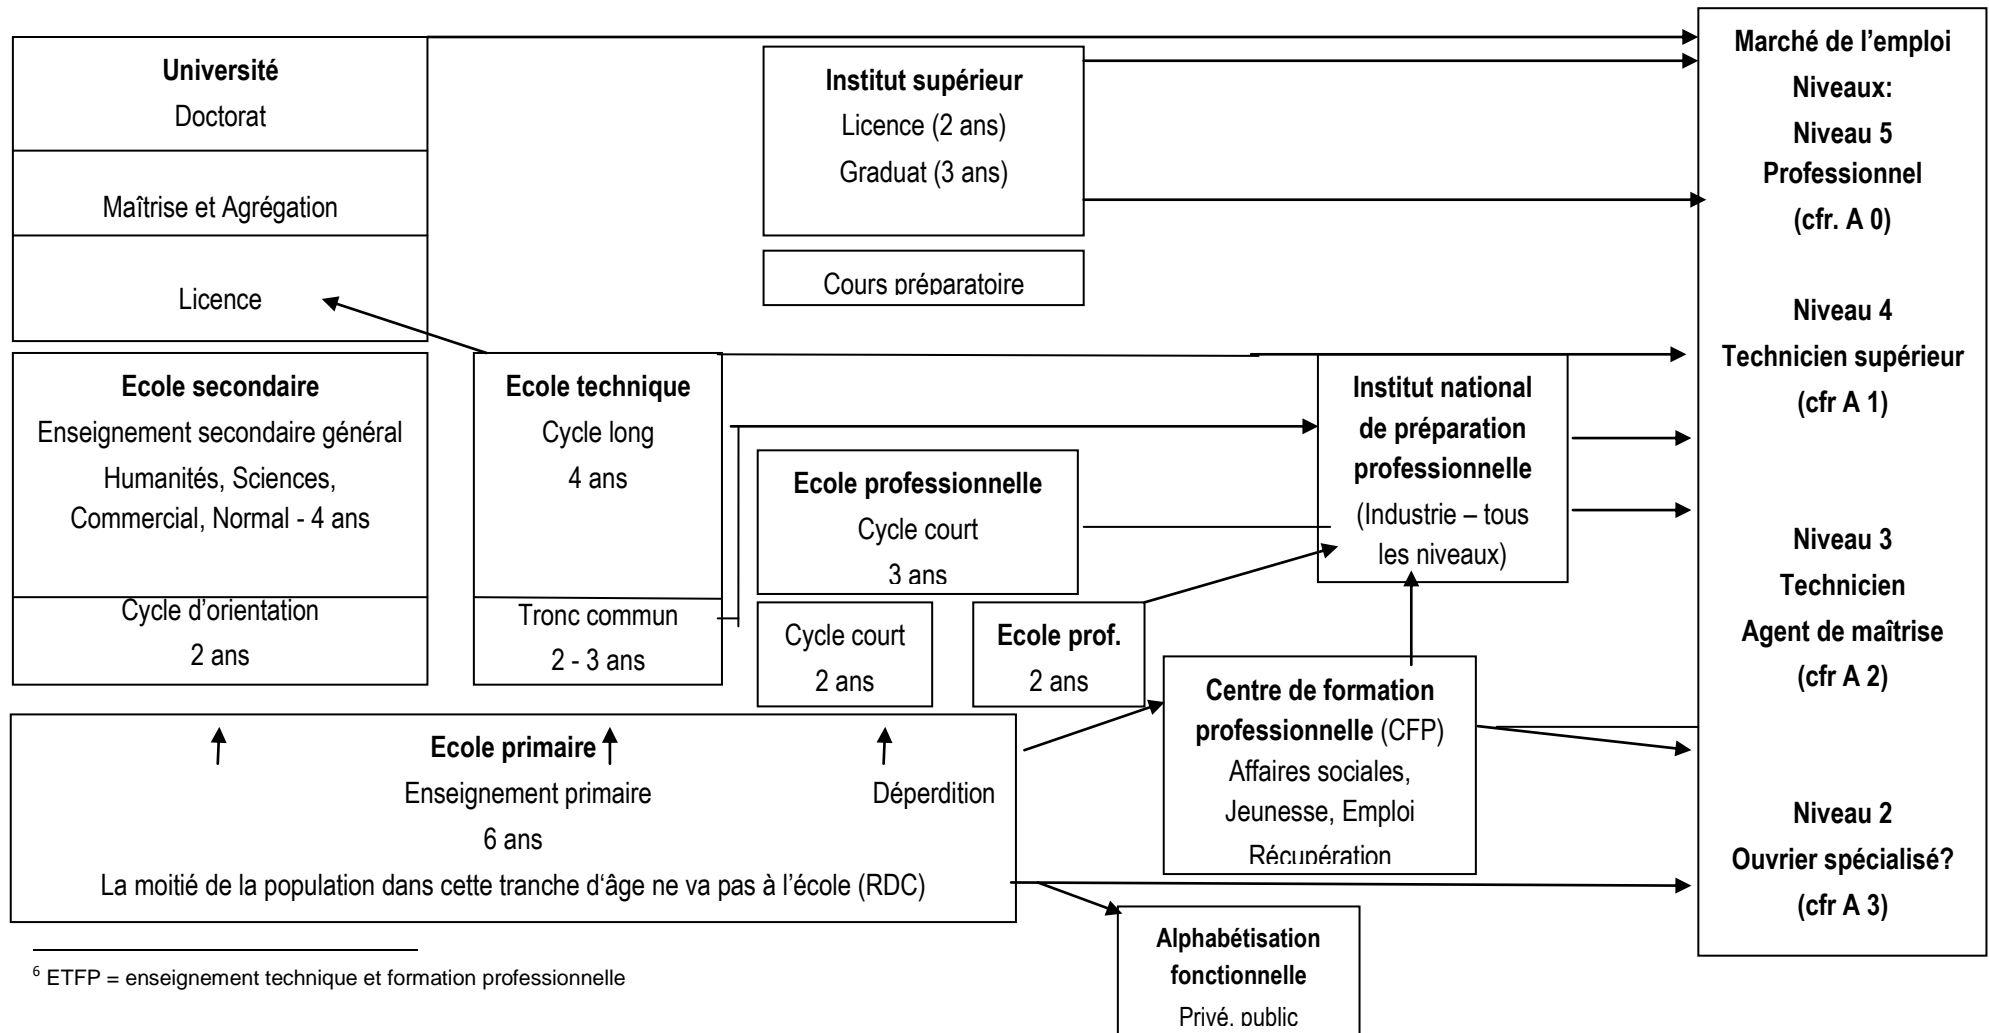 Université
Doctorat
Maîtrise et Agrégation
Licence
Institut supérieur
Licence (2 ans)
Graduat (3 ans)
Cours préparatoire
Marché de l’emploi
Niveaux:
Niveau 5
Professionnel
(cfr. A 0)
Niveau 4
Technicien supérieur
(cfr A 1)
Niveau 3
Technicien
Agent de maîtrise
(cfr A 2)
Niveau 2
Ouvrier spécialisé?
(cfr A 3)
Ecole secondaire
Enseignement secondaire général
Humanités, Sciences,
Commercial, Normal - 4 ans
Cycle d’orientation
2 ans
Ecole technique
Cycle long
4 ans
Tronc commun
2 - 3 ans
Ecole professionnelle
Cycle court
3 ans
Cycle court
2 ans
Ecole prof.
2 ans
Institut national
de préparation
professionnelle
(Industrie – tous
les niveaux)
Centre de formation
professionnelle (CFP)
Affaires sociales,
Jeunesse, Emploi
Récupération
Ecole primaire
Enseignement primaire
Déperdition
6 ans
La moitié de la population dans cette tranche d‘âge ne va pas à l’école (RDC)
Alphabétisation
fonctionnelle
Privé, public
6 ETFP = enseignement technique et formation professionnelle